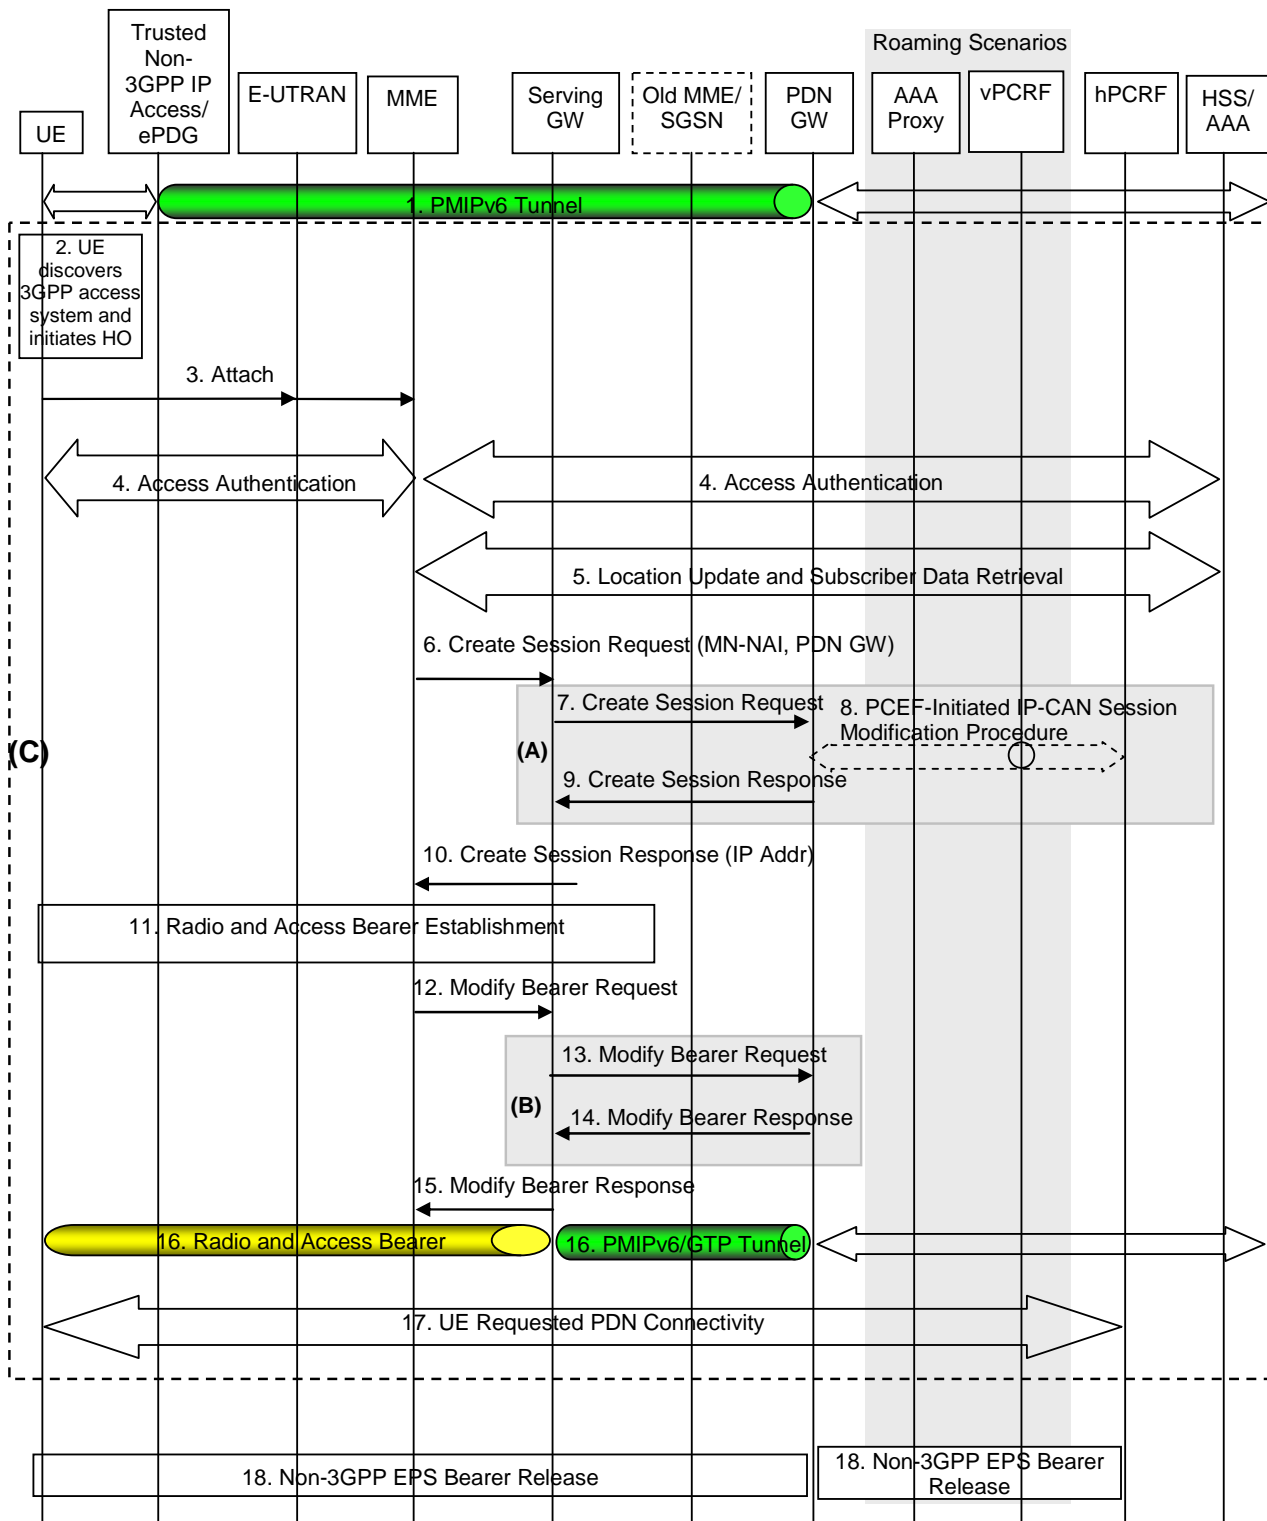 Roaming Scenarios
UE
Trusted
Non-
3GPP IP
Access/
ePDG
E-UTRAN
MME
Serving
GW
Old MME/
SGSN
PDN
GW
AAA
Proxy
vPCRF
hPCRF
HSS/
AAA
1. PMIPv6 Tunnel
2. UE
discovers
3GPP access
system and
initiates HO
3. Attach
4. Access Authentication
4. Access Authentication
5. Location Update and Subscriber Data Retrieval
6. Create Session Request (MN-NAI, PDN GW)
7. Create Session Request
8. PCEF-Initiated IP-CAN Session
Modification Procedure
(A)
(C)
9. Create Session Response
10. Create Session Response (IP Addr)
11. Radio and Access Bearer Establishment
12. Modify Bearer Request
13. Modify Bearer Request
(B)
14. Modify Bearer Response
15. Modify Bearer Response
16. Radio and Access Bearer
16. PMIPv6/GTP Tunnel
17. UE Requested PDN Connectivity
18. Non-3GPP EPS Bearer Release
18. Non-3GPP EPS Bearer
Release